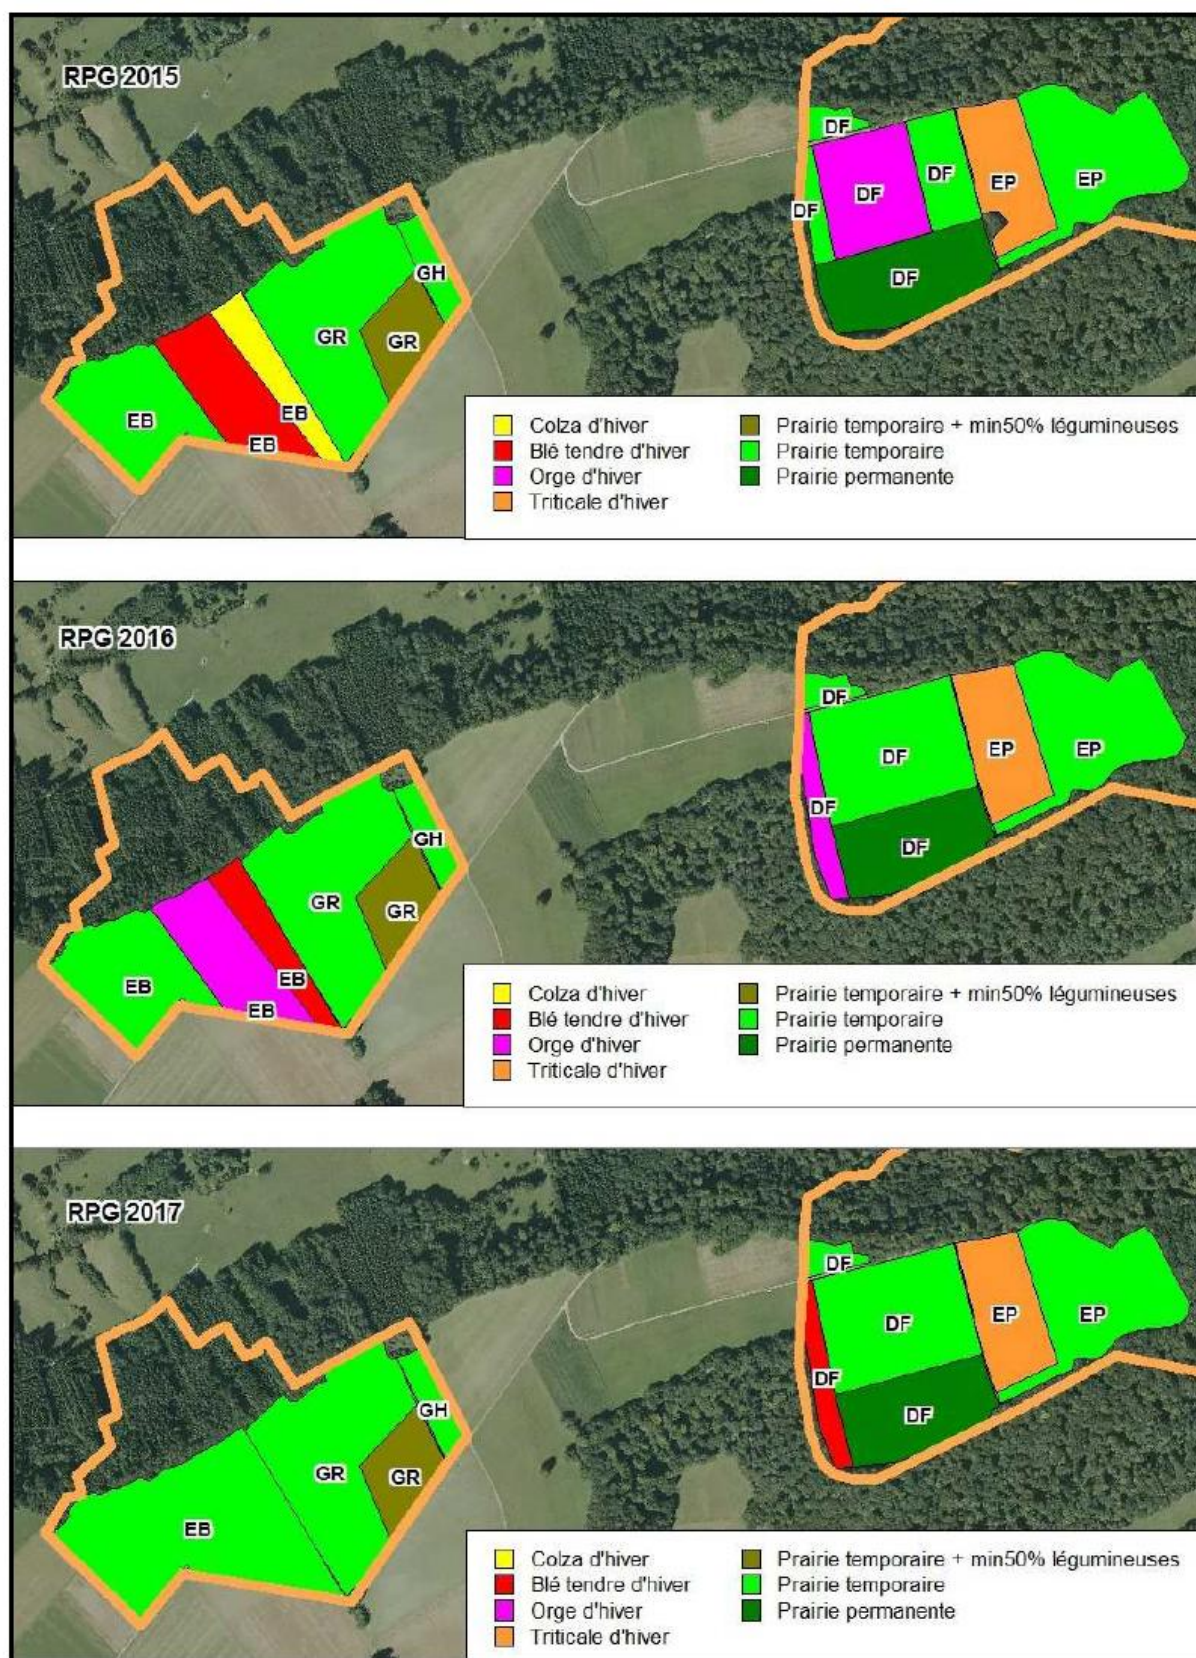 RPG 2015
DF
DF
DF
DF
EP
EP
DF
GH
GR
GR
EB
EB
EB
Colza d'hiver
Blé tendre d'hiver
Orge d'hiver
Triticale d'hiver
Prairie temporaire + min50% légumineuses
Prairie temporaire
Prairie permanente
RPG 2016
DF
DF
EP
EP
DF
DF
GH
GR
GR
EB
EB
EB
Colza d'hiver
Blé tendre d'hiver
Orge d'hiver
Triticale d'hiver
Prairie temporaire + min50% légumineuses
Prairie temporaire
Prairie permanente
RPG 2017
DF
DF
EP
EP
DF
DF
GH
GR
GR
EB
Colza d'hiver
Blé tendre d'hiver
Orge d'hiver
Triticale d'hiver
Prairie temporaire + min50% légumineuses
Prairie temporaire
Prairie permanente